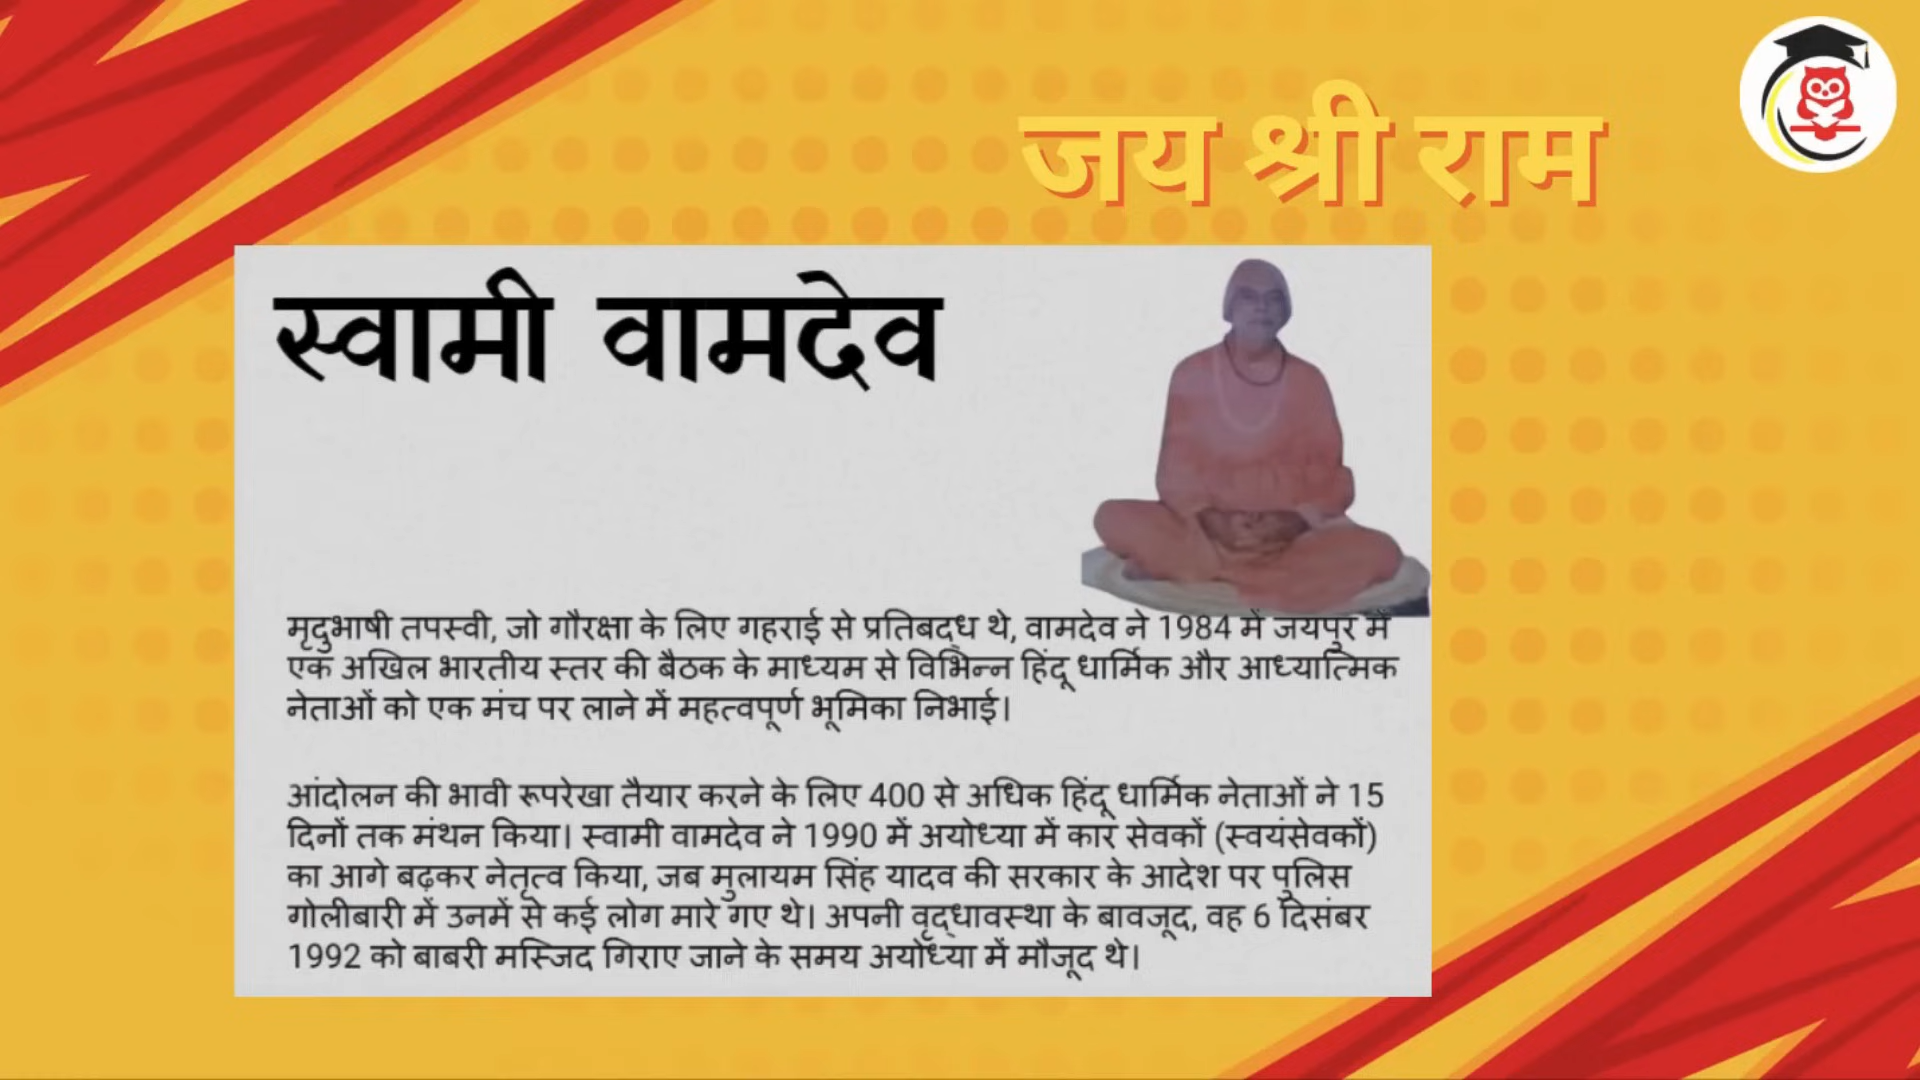 जय श्री राम
स्वामी वामदेव
मृदुभाषी तपस्वी, जो गौरक्षा के लिए गहराई से प्रतिबद्ध थे, वामदेव ने 1984 में जयपुर में
एक अखिल भारतीय स्तर की बैठक के माध्यम से विभिन्न हिंदू धार्मिक और आध्यात्मिक
नेताओं को एक मंच पर लाने में महत्वपूर्ण भूमिका निभाई।
आंदोलन की भावी रूपरेखा तैयार करने के लिए 400 से अधिक हिंदू धार्मिक नेताओं ने 15
दिनों तक मंथन किया। स्वामी वामदेव ने 1990 में अयोध्या में कार सेवकों (स्वयंसेवकों)
का आगे बढ़कर नेतृत्व किया, जब मुलायम सिंह यादव की सरकार के आदेश पर पुलिस
गोलीबारी में उनमें से कई लोग मारे गए थे। अपनी वृद्धावस्था के बावजूद, वह 6 दिसंबर
1992 को बाबरी मस्जिद गिराए जाने के समय अयोध्या में मौजूद थे।